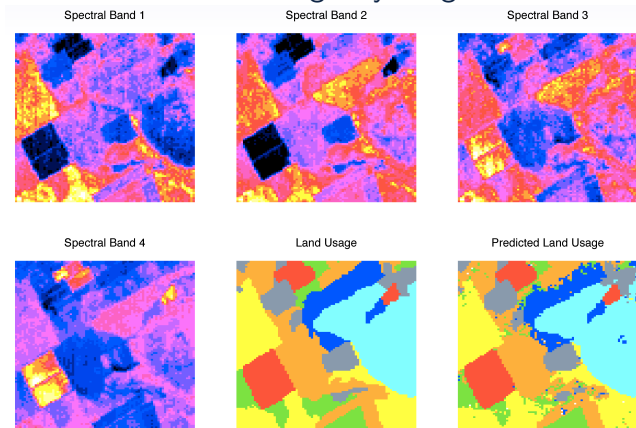 Spectral Band 1
Spectral Band 2
Spectral Band 3
Spectral Band 4
Land Usage
Predicted Land Usage